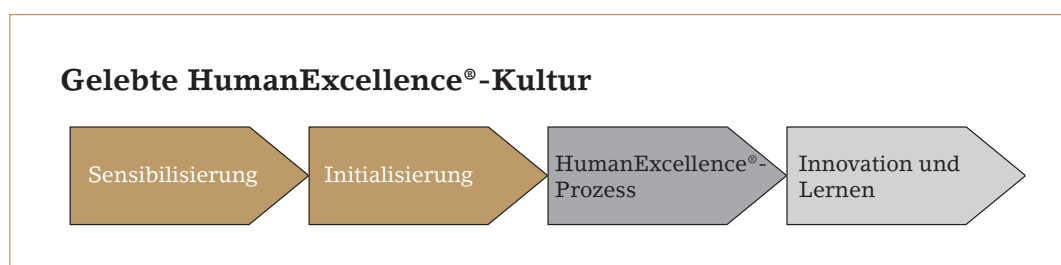 Gelebte HumanExcellence®-Kultur
Sensibilisierung
Initialisierung
HumanExcellence®-
Prozess
Innovation und
Lernen